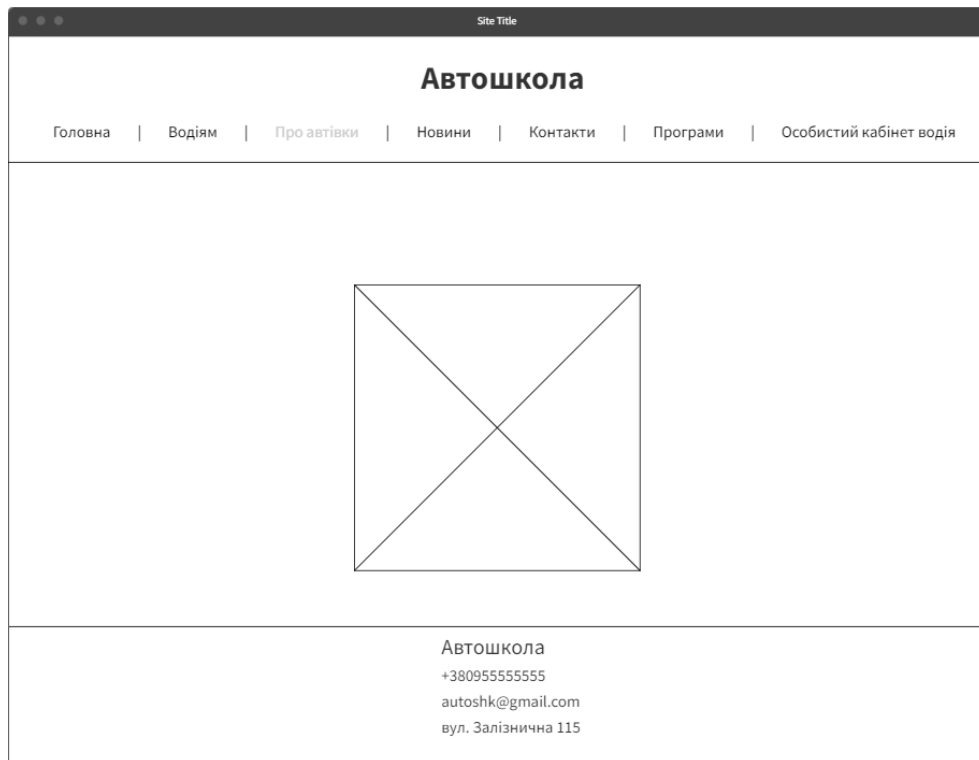 Site Title
Автошкола
Головна | Водіям | Про автівки | Новини | Контакти | Програми | Особистий кабінет водія
Автошкола
+380955555555
autoshk@gmail.com
вул. Залізнична 115